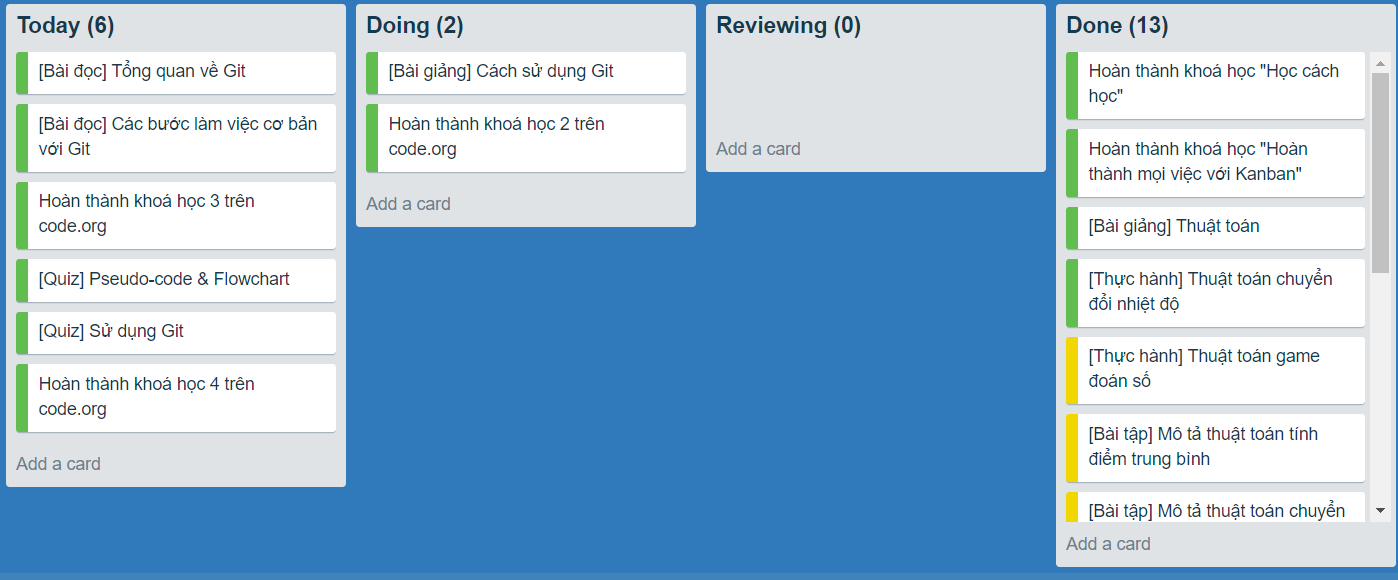 Today (6)
[Bài đọc] Tổng quan về Git
[Bài đọc] Các bước làm việc cơ bản
với Git
Hoàn thành khoá học 3 trên
code.org
[Quiz] Pseudo-code & Flowchart
[Quiz] Sử dụng Git
Hoàn thành khoá học 4 trên
code.org
Add a card
Doing (2)
[Bài giảng] Cách sử dụng Git
Hoàn thành khoá học 2 trên
code.org
Add a card
Reviewing (0)
Add a card
Done (13)
Hoàn thành khoá học "Học cách
học"
Hoàn thành khoá học "Hoàn
thành mọi việc với Kanban"
[Bài giảng] Thuật toán
[Thực hành] Thuật toán chuyển
đổi nhiệt độ
[Thực hành] Thuật toán game
đoán số
[Bài tập] Mô tả thuật toán tính
điểm trung bình
[Bài tập] Mô tả thuật toán chuyển
Add a card